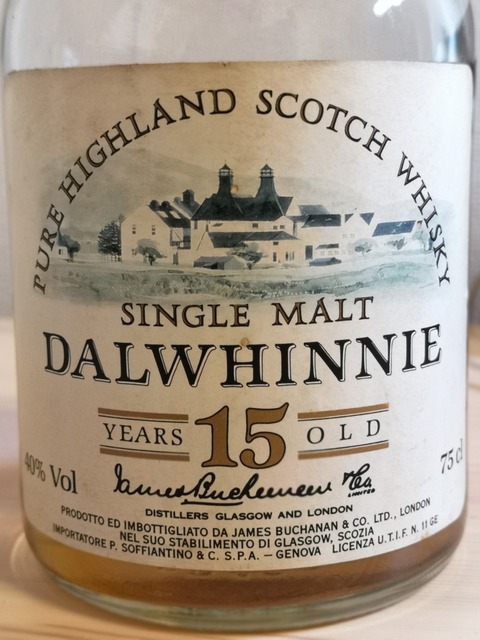 PURE HIGHLAND SCOTCH WHISKY
SINGLE MALT
DALWHINNIE
YEARS 15 OLD
40% Vol
75 cl
James Buchanan & Co.
LIMITED
DISTILLERS GLASGOW AND LONDON
PRODOTTO ED IMBOTTIGLIATO DA JAMES BUCHANAN & CO. LTD., LONDON
NEL SUO STABILIMENTO DI GLASGOW, SCOZIA
IMPORTATORE P. SOFFIANTINO & C. S.P.A. – GENOVA LICENZA U.T.I.F. N. 11 GE